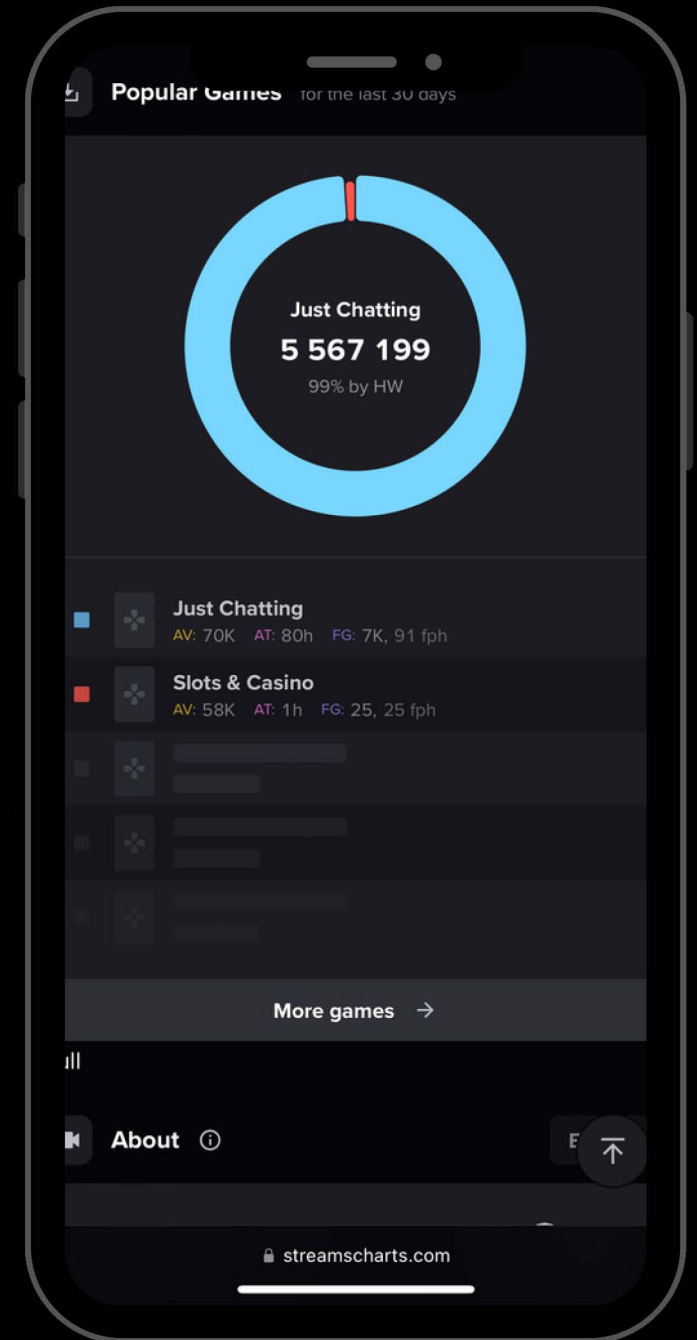 Popular Games for the last 30 days
Just Chatting
5 567 199
99% by HW
Just Chatting
AV: 70K AT: 80h FG: 7K, 91 fph
Slots & Casino
AV: 58K AT: 1h FG: 25, 25 fph
More games →
ull
About
E
streamscharts.com